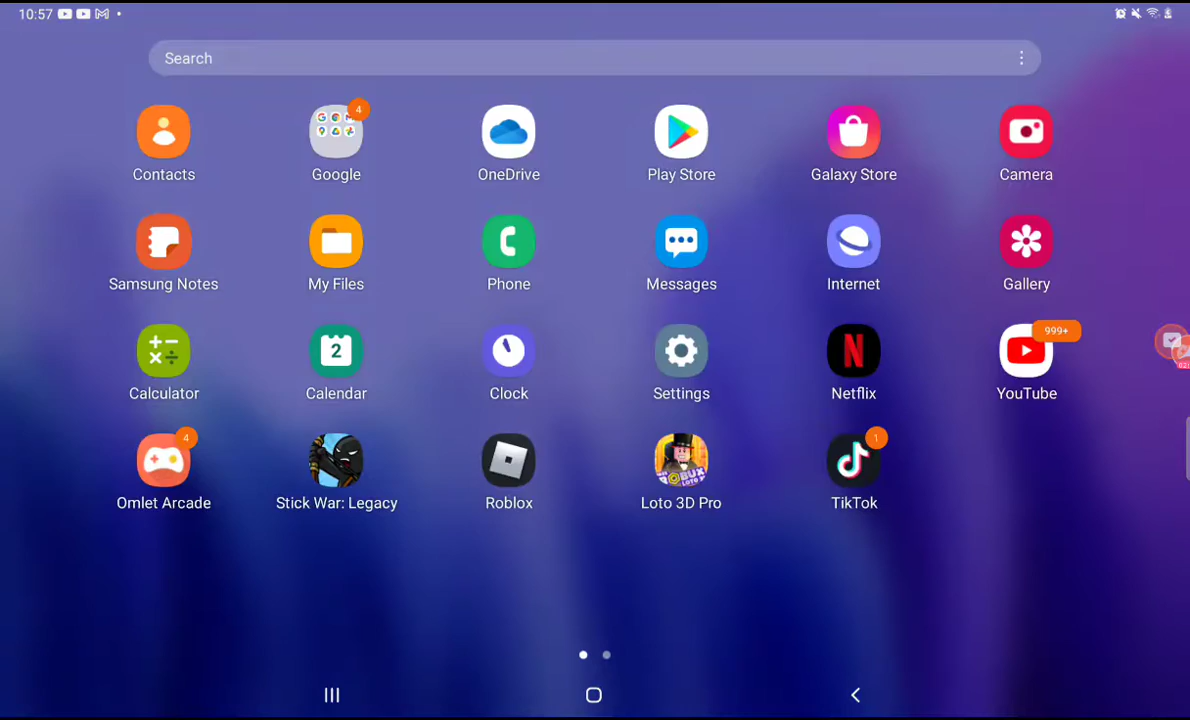 10:57
Search
4
Contacts
Google
OneDrive
Play Store
Galaxy Store
Camera
Samsung Notes
My Files
Phone
Messages
Internet
Gallery
2
999+
Calculator
Calendar
Clock
Settings
Netflix
YouTube
4
1
Omlet Arcade
Stick War: Legacy
Roblox
Loto 3D Pro
TikTok